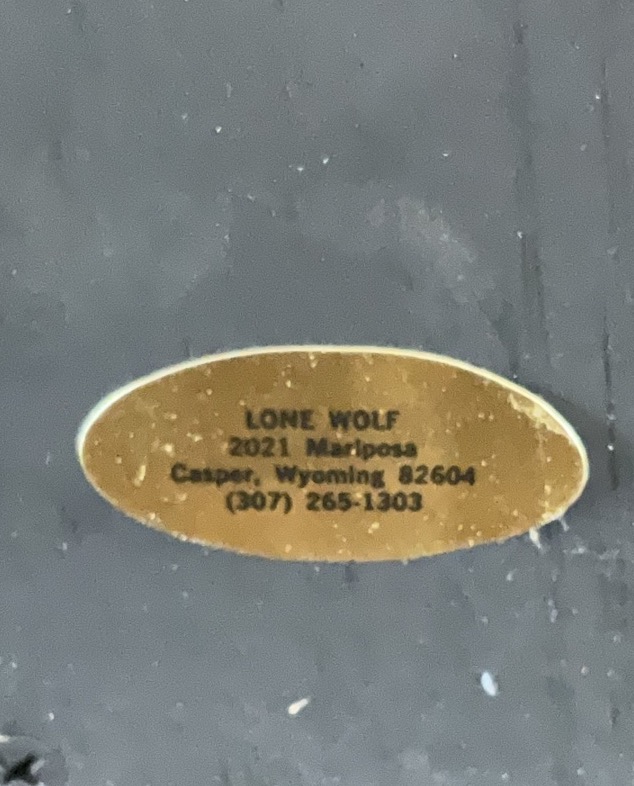 LONE WOLF
2021 Mariposa
Casper, Wyoming 82604
(307) 265-1303